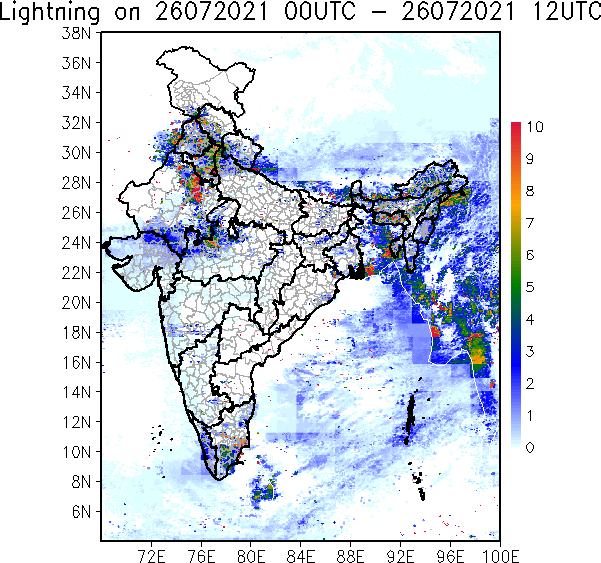 Lightning on 26072021 00UTC – 26072021 12UTC
38N
36N
34N
32N
30N
28N
26N
24N
22N
20N
18N
16N
14N
12N
10N
8N
6N
72E 76E 80E 84E 88E 92E 96E 100E
10
9
8
7
6
5
4
3
2
1
0